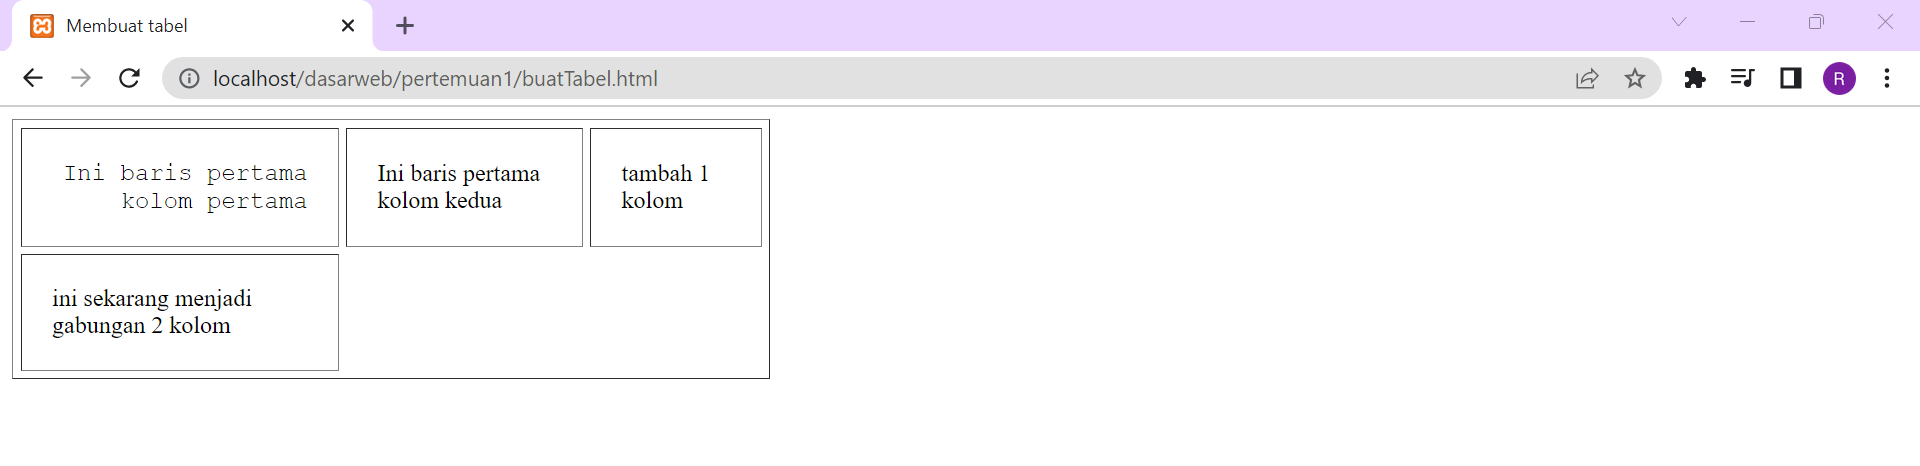 Membuat tabel
localhost/dasarweb/pertemuan1/buatTabel.html
R
Ini baris pertama
kolom pertama
Ini baris pertama
kolom kedua
tambah 1
kolom
ini sekarang menjadi
gabungan 2 kolom